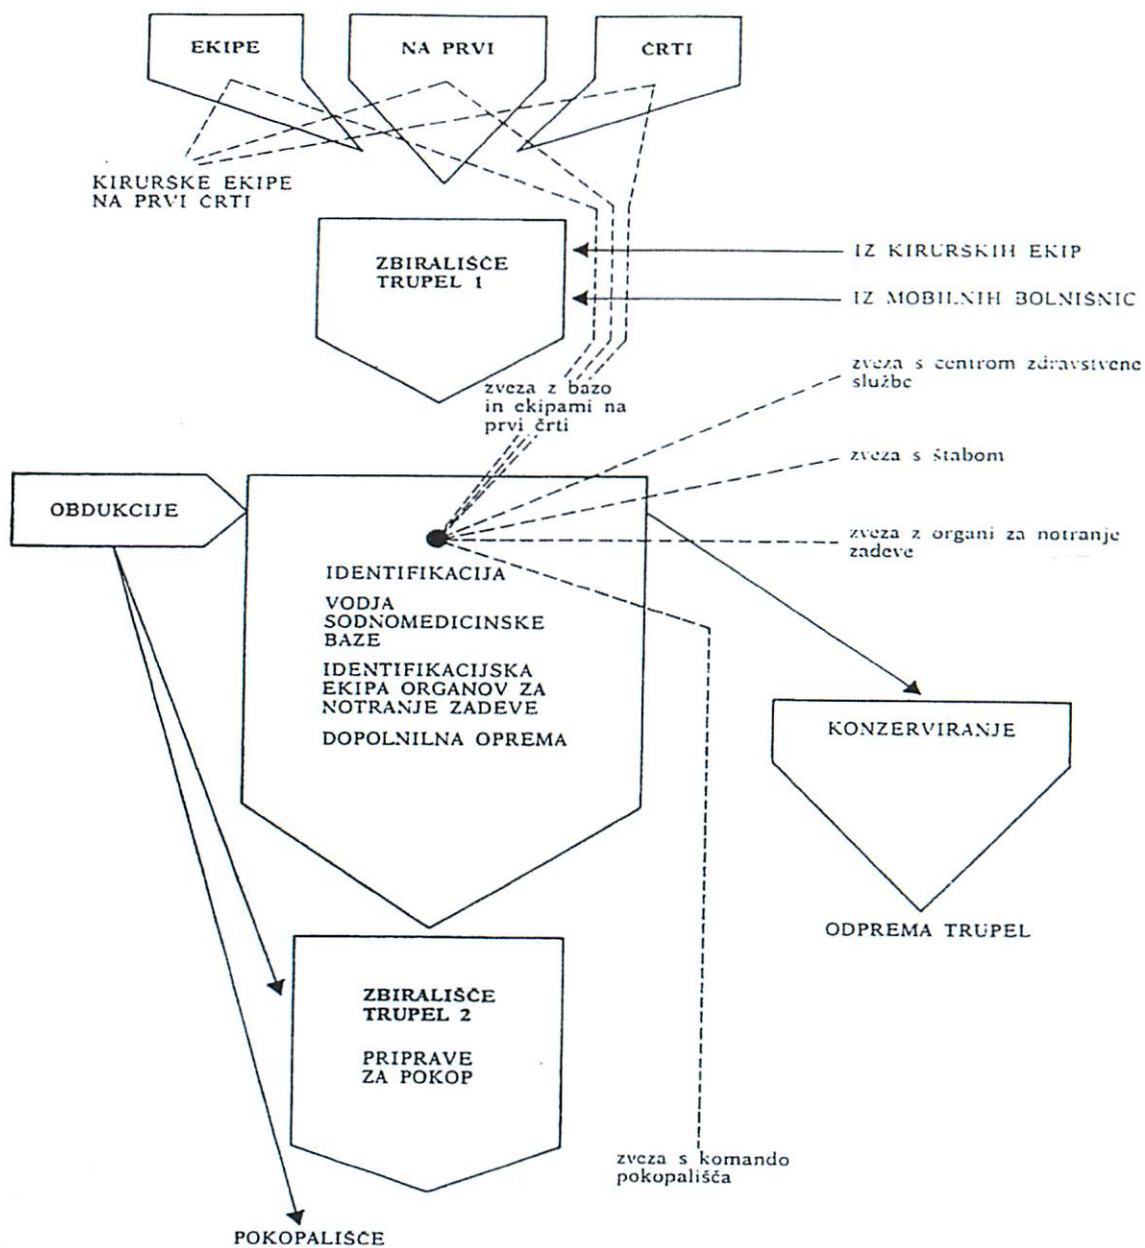 EKIPE
NA PRVI
ČRTI
KIRURŠKE EKIPE
NA PRVI ČRTI
ZBIRALIŠČE
TRUPEL 1
IZ KIRURSKIH EKIP
IZ MOBILNIH BOLNIŠNIC
zveza s centrom zdravstvene
službe
zveza z bazo
in ekipami na
prvi črti
zveza s štabom
OBDUKCIJE
zveza z organi za notranje
zadeve
IDENTIFIKACIJA
VODJA
SODNOMEDICINSKE
BAZE
IDENTIFIKACIJSKA
EKIPA ORGANOV ZA
NOTRANJE ZADEVE
DOPOLNILNA OPREMA
KONZERVIRANJE
ODPREMA TRUPEL
ZBIRALIŠČE
TRUPEL 2
PRIPRAVE
ZA POKOP
zveza s komando
pokopališča
POKOPALIŠČE